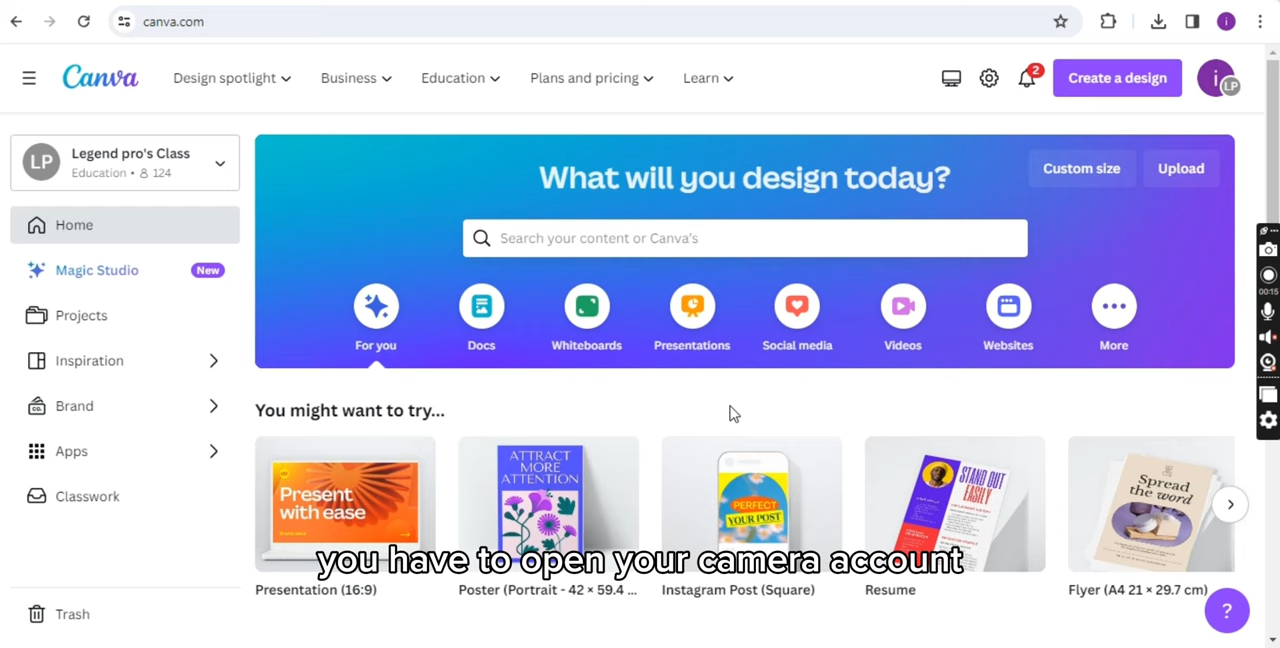 canva.com
i
Canva
Design spotlight
Business
Education
Plans and pricing
Learn
2
Create a design
i
LP
LP
Legend pro's Class
Education • 124
Home
Magic Studio
New
Projects
Inspiration
Brand
CO.
Apps
Classwork
Trash
What will you design today?
Custom size
Upload
Search your content or Canva's
For you
Docs
Whiteboards
Presentations
Social media
Videos
Websites
More
00:15
You might want to try...
Present
with ease
ATTRACT
MORE
ATTENTION
PERFECT
YOUR POST
STAND OUT
EASILY
Spread
the word
you have to open your camera account
Presentation (16:9)
Poster (Portrait - 42 × 59.4 ...
Instagram Post (Square)
Resume
Flyer (A4 21 × 29.7 cm)
?